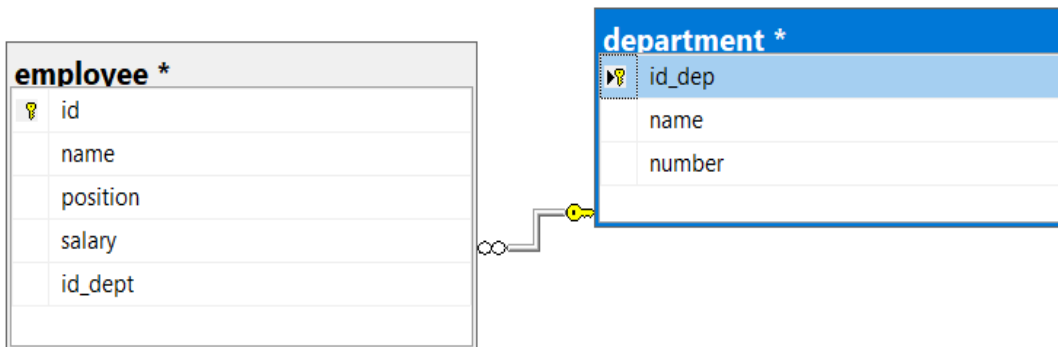 employee *
id
name
position
salary
id_dept
department *
id_dep
name
number